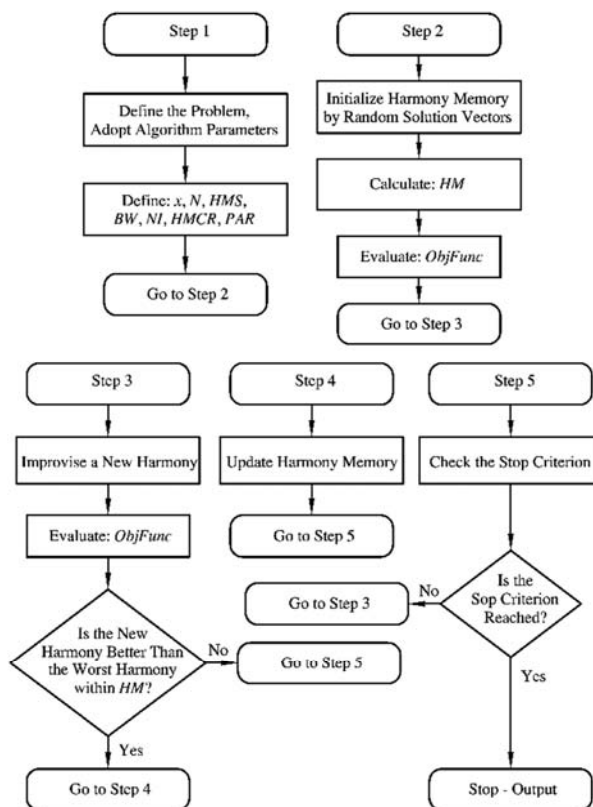 Step 1
Define the Problem,
Adopt Algorithm Parameters
Define: x, N, HMS,
BW, NI, HMCR, PAR
Go to Step 2
Step 2
Initialize Harmony Memory
by Random Solution Vectors
Calculate: HM
Evaluate: ObjFunc
Go to Step 3
Step 3
Improvise a New Harmony
Evaluate: ObjFunc
Is the New
Harmony Better Than
the Worst Harmony
within HM?
No
Go to Step 5
Yes
Go to Step 4
Step 4
Update Harmony Memory
Go to Step 5
Step 5
Check the Stop Criterion
Is the
Sop Criterion
Reached?
No
Go to Step 3
Yes
Stop - Output